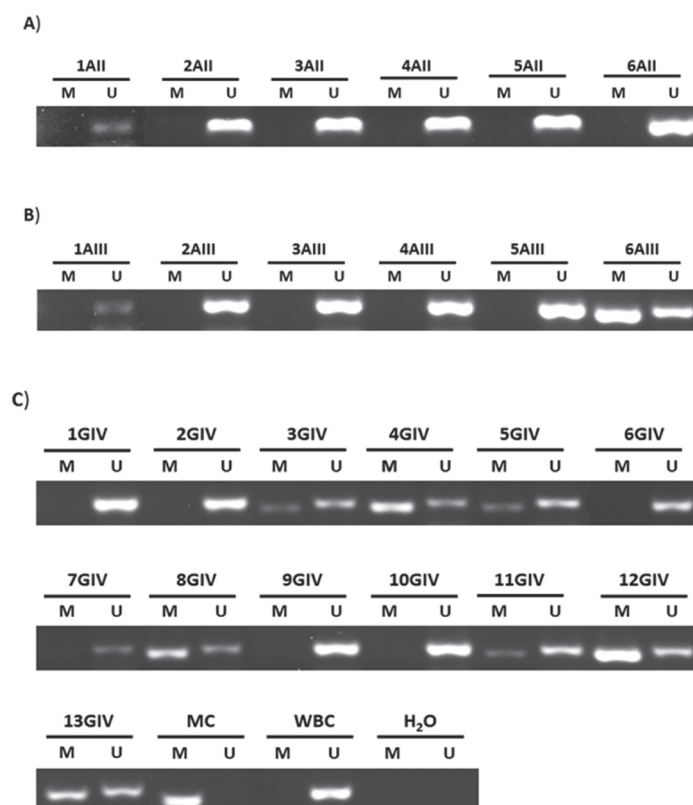 A)
1AII 2AII 3AII 4AII 5AII 6AII
M U M U M U M U M U M U
B)
1AIII 2AIII 3AIII 4AIII 5AIII 6AIII
M U M U M U M U M U M U
C)
1GIV 2GIV 3GIV 4GIV 5GIV 6GIV
M U M U M U M U M U M U
7GIV 8GIV 9GIV 10GIV 11GIV 12GIV
M U M U M U M U M U M U
13GIV MC WBC H₂O
M U M U M U M U